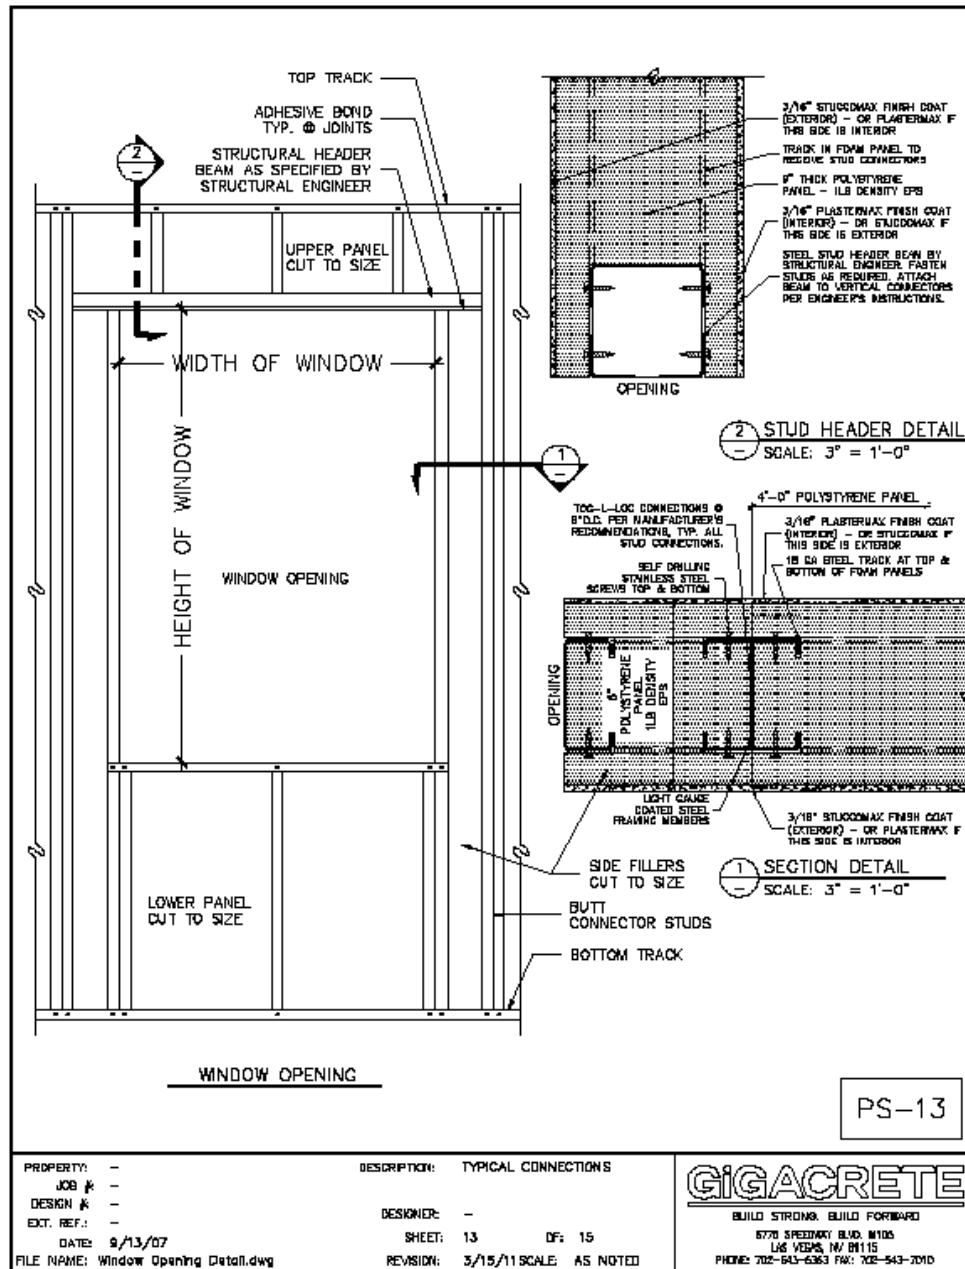 TOP TRACK
ADHESIVE BOND
TYP. @ JOINTS
STRUCTURAL HEADER
BEAM AS SPECIFIED BY
STRUCTURAL ENGINEER
2
–
UPPER PANEL
CUT TO SIZE
WIDTH OF WINDOW
HEIGHT OF WINDOW
WINDOW OPENING
1
–
LOWER PANEL
CUT TO SIZE
SIDE FILLERS
CUT TO SIZE
BUTT
CONNECTOR STUDS
BOTTOM TRACK
WINDOW OPENING
3/16" STUCCOMAX FINISH COAT
(EXTERIOR) – OR PLASTERMAX IF
THIS SIDE IS INTERIOR
TRACK IN FOAM PANEL TO
RECEIVE STUD CONNECTORS
9" THICK POLYSTYRENE
PANEL – 1LB DENSITY EPS
3/16" PLASTERMAX FINISH COAT
(INTERIOR) – OR STUCCOMAX IF
THIS SIDE IS EXTERIOR
STEEL STUD HEADER BEAM BY
STRUCTURAL ENGINEER. FASTEN
STUDS AS REQUIRED. ATTACH
BEAM TO VERTICAL CONNECTORS
PER ENGINEER'S INSTRUCTIONS.
OPENING
2
–
STUD HEADER DETAIL
SCALE: 3" = 1'-0"
4'-0" POLYSTYRENE PANEL
TOG-L-LOC CONNECTIONS @
O.C. PER MANUFACTURER'S
RECOMMENDATIONS, TYP. ALL
STUD CONNECTIONS.
SELF DRILLING
STAINLESS STEEL
SCREWS TOP & BOTTOM
3/16" PLASTERMAX FINISH COAT
(INTERIOR) – OR STUCCOMAX IF
THIS SIDE IS EXTERIOR
GA STEEL TRACK AT TOP &
BOTTOM OF FOAM PANELS
OPENING
POLYSTYRENE
PANEL
1LB DENSITY
EPS
LIGHT GAUGE
COATED STEEL
FRAMING MEMBERS
3/16" STUCCOMAX FINISH COAT
(EXTERIOR) – OR PLASTERMAX IF
THIS SIDE IS INTERIOR
1
–
SECTION DETAIL
SCALE: 3" = 1'-0"
PS-13
PROPERTY: –
JOB #: –
DESIGN #: –
EXT. REF.: –
DATE: 9/13/07
FILE NAME: Window Opening Detail.dwg
DESCRIPTION: TYPICAL CONNECTIONS
DESIGNER: –
SHEET: 13 OF: 15
REVISION: 3/15/11 SCALE: AS NOTED
GIGACRETE
BUILD STRONG. BUILD FORWARD
6775 SPEEDWAY BLVD. M105
LAS VEGAS, NV 89115
PHONE: 702-643-6363 FAX: 702-543-7010